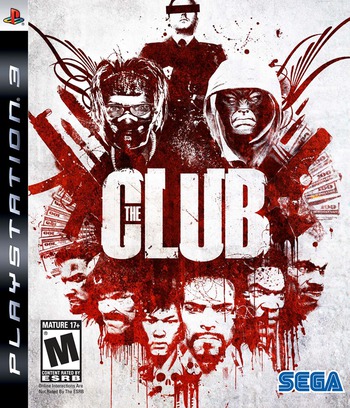 PLAYSTATION 3
THE
CLUB
MATURE 17+
M
CONTENT RATED BY
ESRB
Online Interactions Are
Not Rated By The ESRB
SEGA